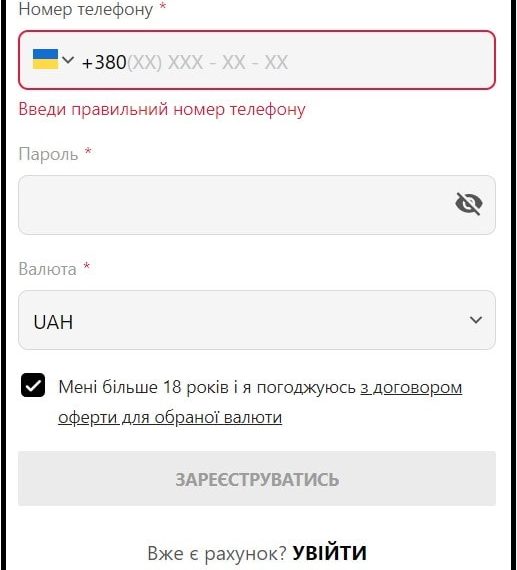 Номер телефону *
+380(XX) XXX - XX - XX
Введи правильний номер телефону
Пароль *
Валюта *
UAH
Мені більше 18 років і я погоджуюсь з договором
оферти для обраної валюти
ЗАРЕЄСТРУВАТИСЬ
Вже є рахунок? УВІЙТИ